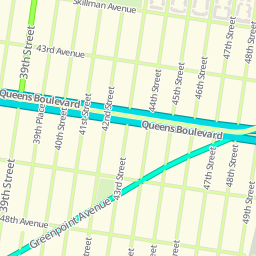 Skillman Avenue
47th Street
48th Street
39th Street
43rd Avenue
46th Street
45th Street
44th Street
Queens Boulevard
42nd Street
41st Street
40th Street
39th Place
Queens Boulevard
43rd Street
47th Street
48th Street
39th Street
49th Street
Greenpoint Avenue
48th Avenue
47th Street